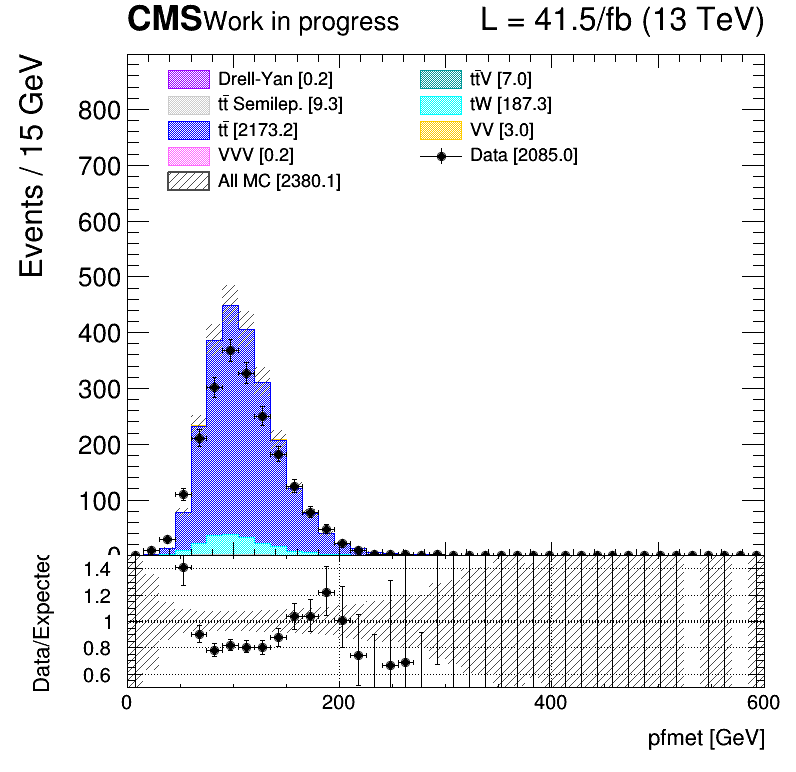 CMS Work in progress L = 41.5/fb (13 TeV)
Events / 15 GeV
Drell-Yan [0.2]
tt̄ Semilep. [9.3]
tt̄ [2173.2]
VVV [0.2]
All MC [2380.1]
tt̄V [7.0]
tW [187.3]
VV [3.0]
Data [2085.0]
800
700
600
500
400
300
200
100
0
Data/Expected
1.4
1.2
1
0.8
0.6
0 200 400 600
pfmet [GeV]